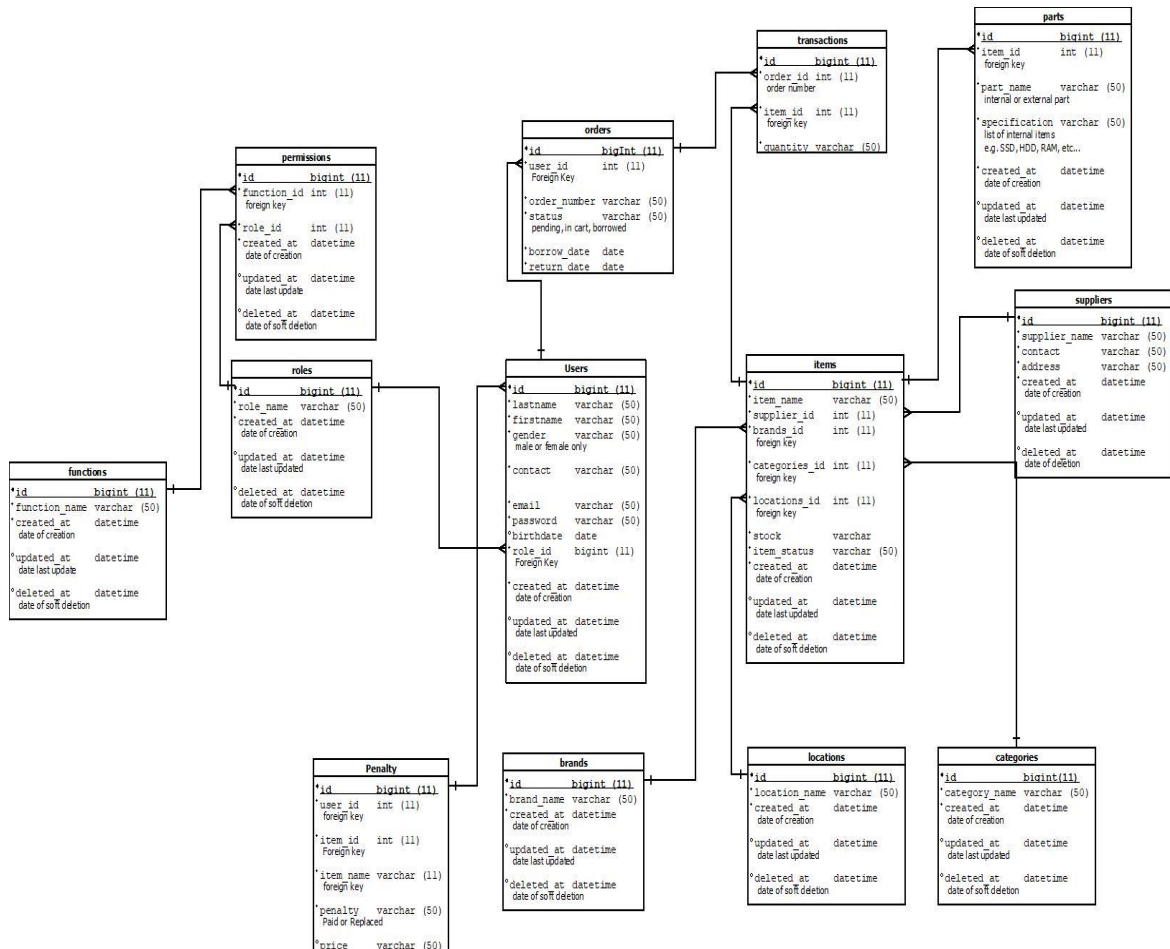 parts
*id bigint (11)
*item_id int (11)
foreign key
*part_name varchar (50)
internal or external part
*specification varchar (50)
list of internal items
e.g. SSD, HDD, RAM, etc...
*created_at datetime
date of creation
*updated_at datetime
date last updated
*deleted_at datetime
date of soft deletion
transactions
*id bigint (11)
*order_id int (11)
order number
*item_id int (11)
foreign key
*quantity varchar (50)
orders
*id bigInt (11)
*user_id int (11)
Foreign Key
*order_number varchar (50)
*status varchar (50)
pending, in cart, borrowed
*borrow_date date
*return_date date
permissions
*id bigint (11)
*function_id int (11)
foreign key
*role_id int (11)
*created_at datetime
date of creation
°updated_at datetime
date last update
°deleted_at datetime
date of soft deletion
suppliers
*id bigint (11)
*supplier_name varchar (50)
*contact varchar (50)
*address varchar (50)
*created_at datetime
date of creation
°updated_at datetime
date last updated
°deleted_at datetime
date of deletion
roles
*id bigint (11)
*role_name varchar (50)
*created_at datetime
date of creation
°updated_at datetime
date last updated
°deleted_at datetime
date of soft deletion
Users
*id bigint (11)
*lastname varchar (50)
*firstname varchar (50)
*gender varchar (50)
male or female only
*contact varchar (50)
*email varchar (50)
*password varchar (50)
°birthdate date
*role_id bigint (11)
Foreign Key
*created_at datetime
date of creation
°updated_at datetime
date last updated
°deleted_at datetime
date of soft deletion
items
*id bigint (11)
*item_name varchar (50)
*supplier_id int (11)
*brands_id int (11)
foreign key
*categories_id int (11)
foreign key
*locations_id int (11)
foreign key
*stock varchar
*item_status varchar (50)
*created_at datetime
date of creation
°updated_at datetime
date last updated
°deleted_at datetime
date of soft deletion
functions
*id bigint (11)
*function_name varchar (50)
*created_at datetime
date of creation
°updated_at datetime
date last update
°deleted_at datetime
date of soft deletion
Penalty
*id bigint (11)
*user_id int (11)
foreign key
*item_id int (11)
Foreign Key
*item_name varchar (11)
foreign key
*penalty varchar (50)
Paid or Replaced
°price varchar (50)
brands
*id bigint (11)
*brand_name varchar (50)
*created_at datetime
date of creation
°updated_at datetime
date last updated
°deleted_at datetime
date of soft deletion
locations
*id bigint (11)
*location_name varchar (50)
*created_at datetime
date of creation
°updated_at datetime
date last updated
°deleted_at datetime
date of soft deletion
categories
*id bigint(11)
*category_name varchar (50)
*created_at datetime
date of creation
*updated_at datetime
date last updated
°deleted_at datetime
date of soft deletion